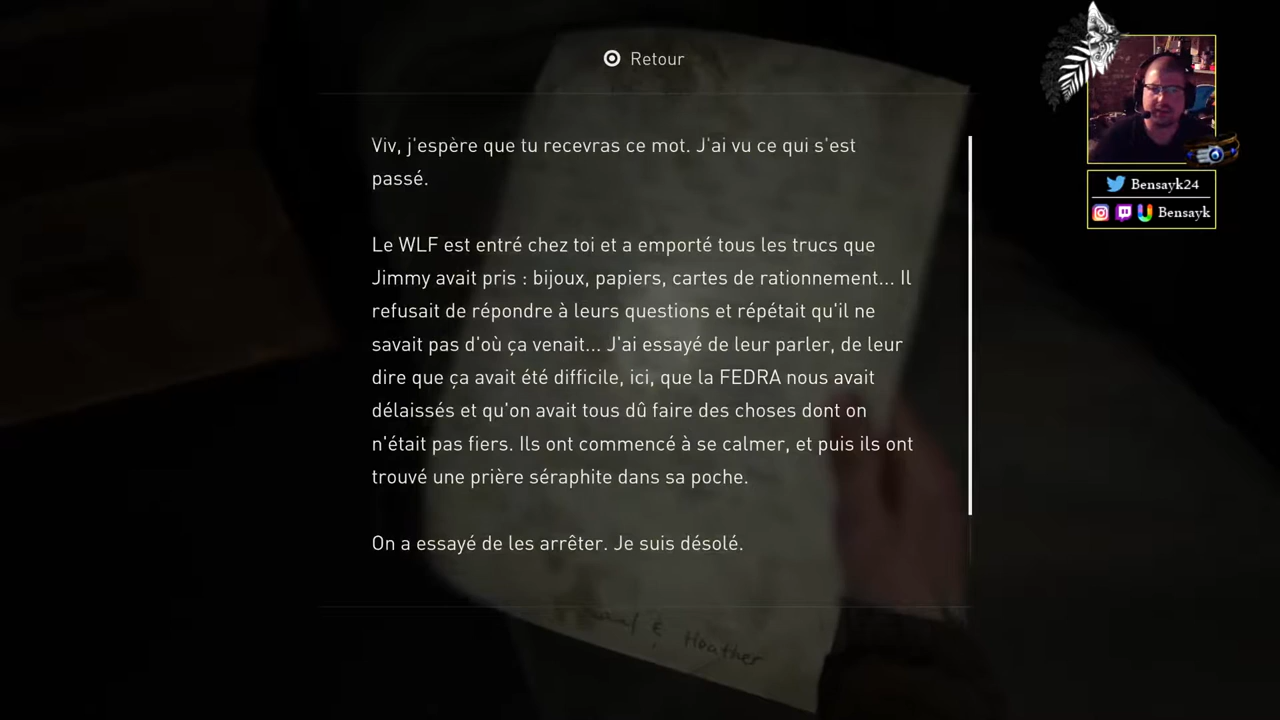 Retour
Viv, j'espère que tu recevras ce mot. J'ai vu ce qui s'est
passé.
Le WLF est entré chez toi et a emporté tous les trucs que
Jimmy avait pris : bijoux, papiers, cartes de rationnement... Il
refusait de répondre à leurs questions et répétait qu'il ne
savait pas d'où ça venait... J'ai essayé de leur parler, de leur
dire que ça avait été difficile, ici, que la FEDRA nous avait
délaissés et qu'on avait tous dû faire des choses dont on
n'était pas fiers. Ils ont commencé à se calmer, et puis ils ont
trouvé une prière séraphite dans sa poche.
On a essayé de les arrêter. Je suis désolé.
& Heather
Bensayk24
Bensayk